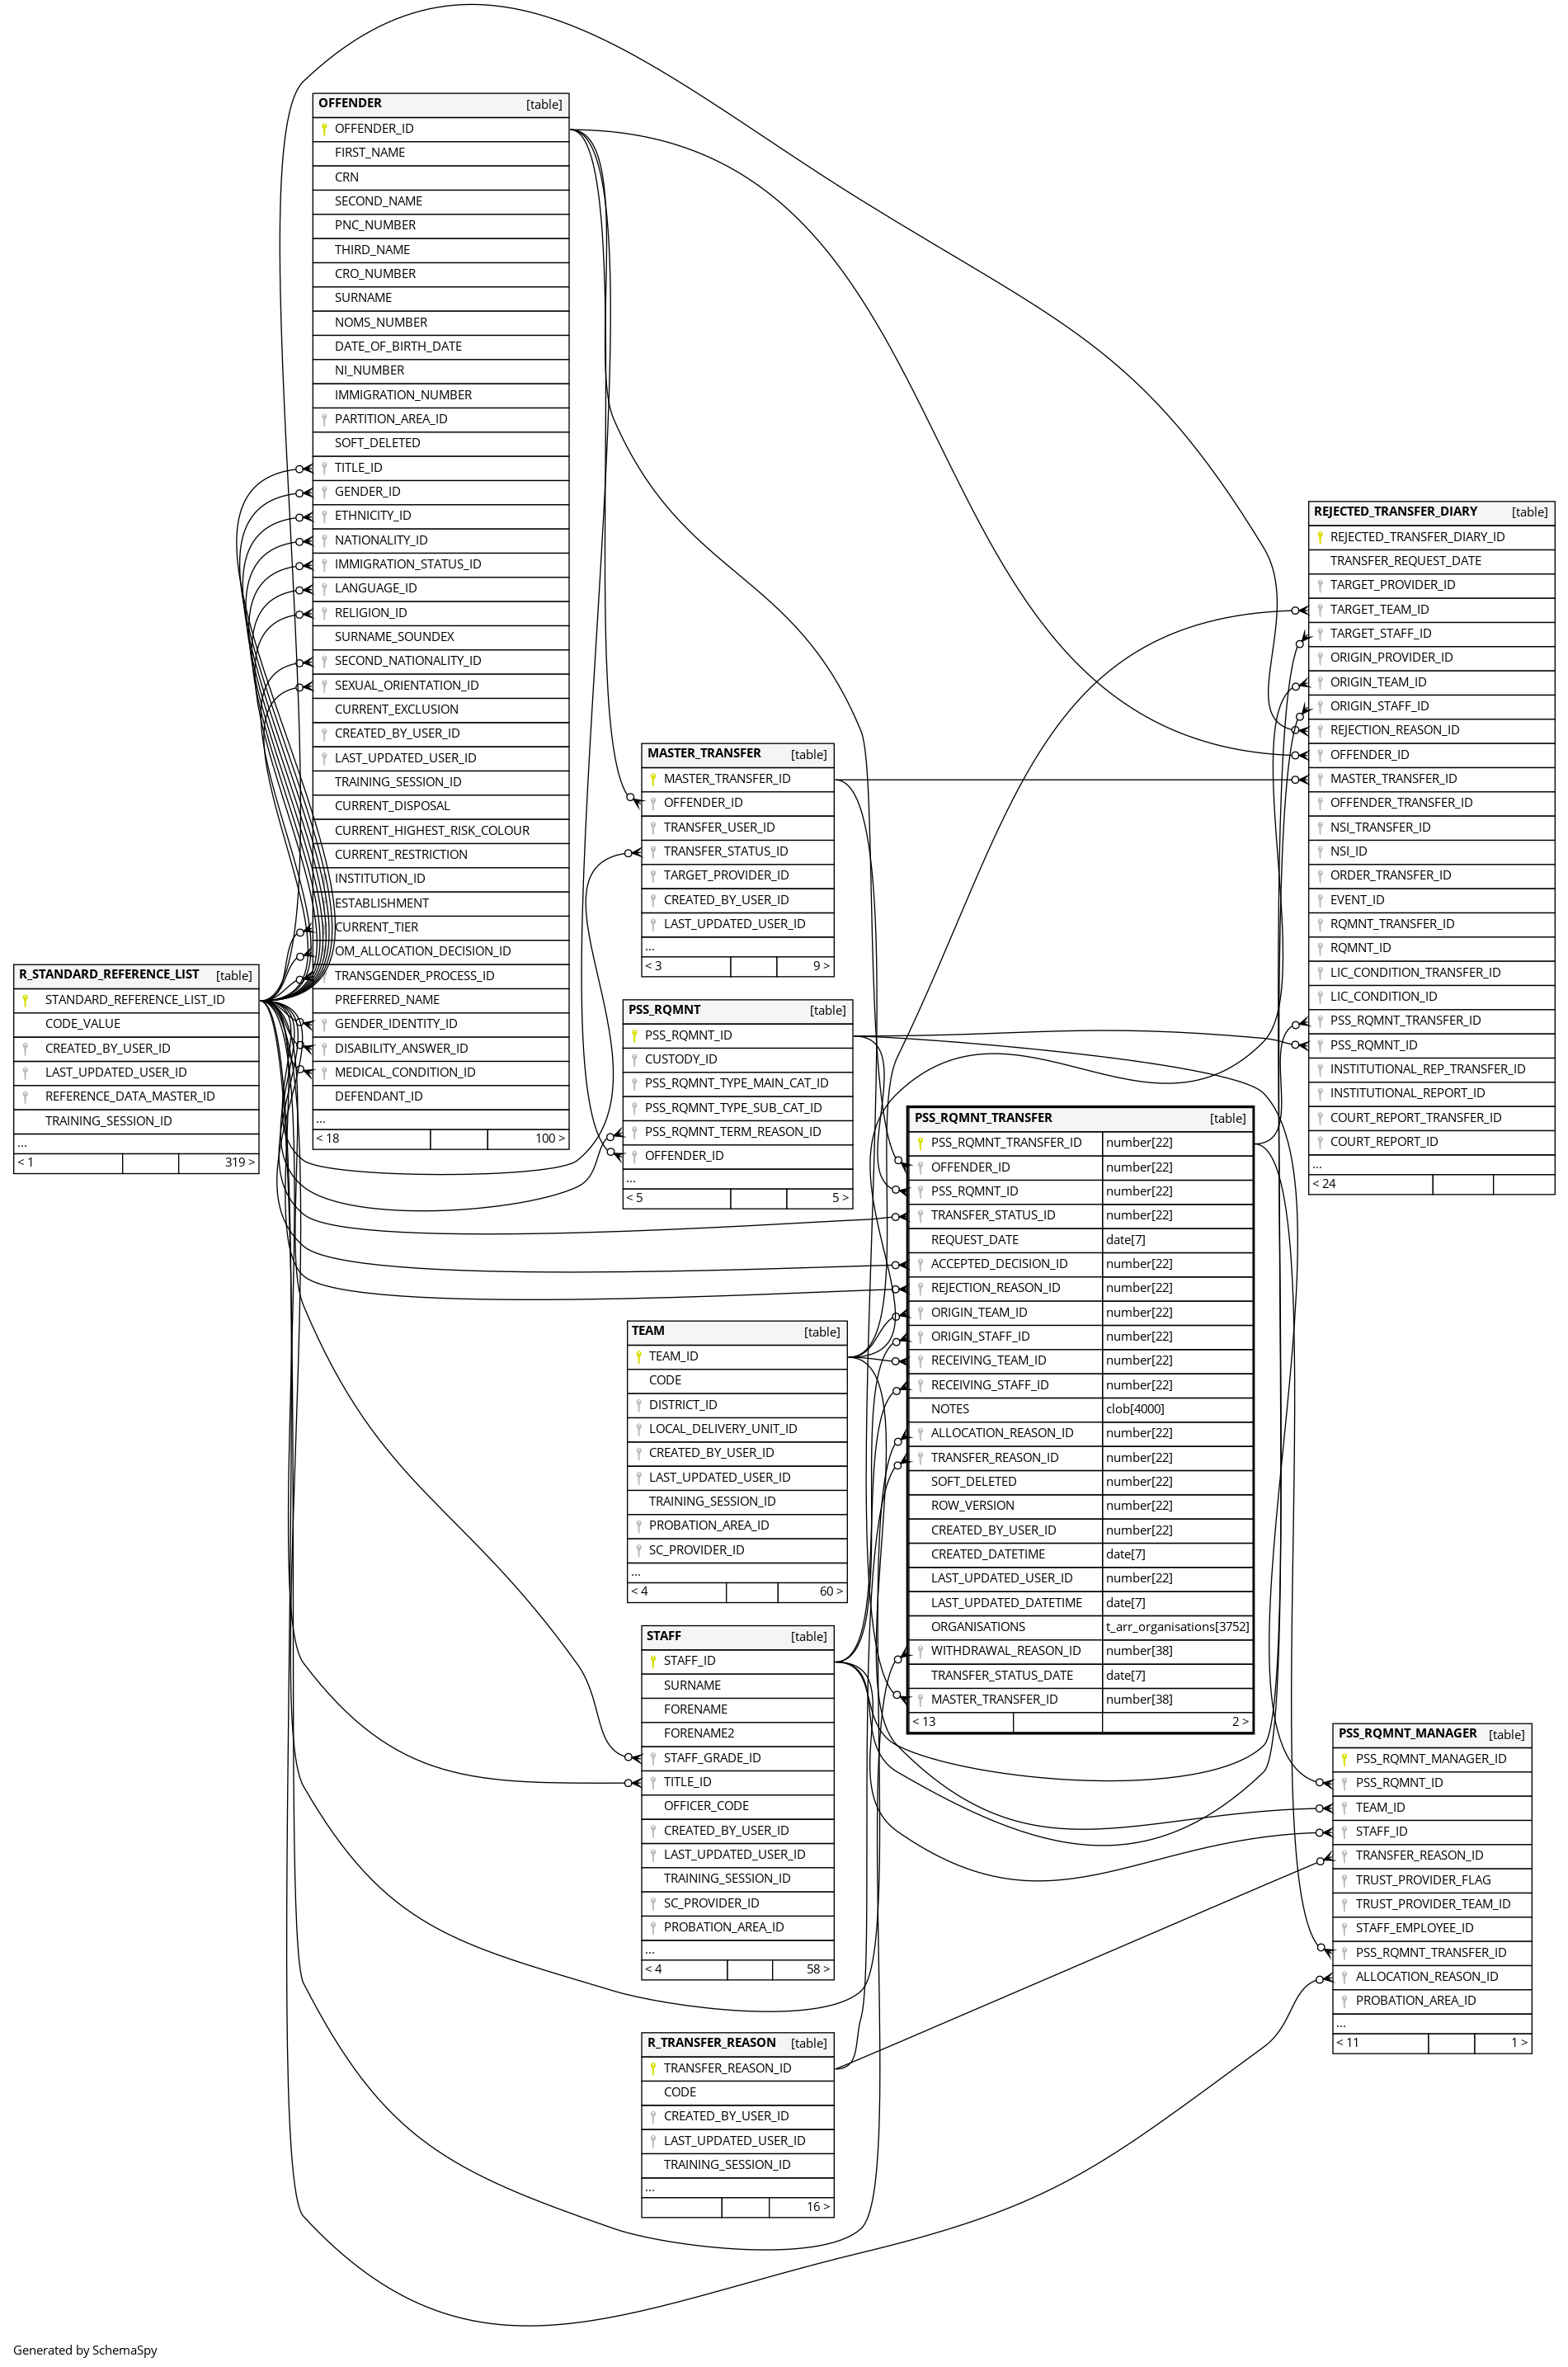 OFFENDER [table]
OFFENDER_ID
FIRST_NAME
CRN
SECOND_NAME
PNC_NUMBER
THIRD_NAME
CRO_NUMBER
SURNAME
NOMS_NUMBER
DATE_OF_BIRTH_DATE
NI_NUMBER
IMMIGRATION_NUMBER
PARTITION_AREA_ID
SOFT_DELETED
TITLE_ID
GENDER_ID
ETHNICITY_ID
NATIONALITY_ID
IMMIGRATION_STATUS_ID
LANGUAGE_ID
RELIGION_ID
SURNAME_SOUNDEX
SECOND_NATIONALITY_ID
SEXUAL_ORIENTATION_ID
CURRENT_EXCLUSION
CREATED_BY_USER_ID
LAST_UPDATED_USER_ID
TRAINING_SESSION_ID
CURRENT_DISPOSAL
CURRENT_HIGHEST_RISK_COLOUR
CURRENT_RESTRICTION
INSTITUTION_ID
ESTABLISHMENT
CURRENT_TIER
OM_ALLOCATION_DECISION_ID
TRANSGENDER_PROCESS_ID
PREFERRED_NAME
GENDER_IDENTITY_ID
DISABILITY_ANSWER_ID
MEDICAL_CONDITION_ID
DEFENDANT_ID
...
< 18 100 >
R_STANDARD_REFERENCE_LIST [table]
STANDARD_REFERENCE_LIST_ID
CODE_VALUE
CREATED_BY_USER_ID
LAST_UPDATED_USER_ID
REFERENCE_DATA_MASTER_ID
TRAINING_SESSION_ID
...
< 1 319 >
MASTER_TRANSFER [table]
MASTER_TRANSFER_ID
OFFENDER_ID
TRANSFER_USER_ID
TRANSFER_STATUS_ID
TARGET_PROVIDER_ID
CREATED_BY_USER_ID
LAST_UPDATED_USER_ID
...
< 3 9 >
PSS_RQMNT [table]
PSS_RQMNT_ID
CUSTODY_ID
PSS_RQMNT_TYPE_MAIN_CAT_ID
PSS_RQMNT_TYPE_SUB_CAT_ID
PSS_RQMNT_TERM_REASON_ID
OFFENDER_ID
...
< 5 5 >
TEAM [table]
TEAM_ID
CODE
DISTRICT_ID
LOCAL_DELIVERY_UNIT_ID
CREATED_BY_USER_ID
LAST_UPDATED_USER_ID
TRAINING_SESSION_ID
PROBATION_AREA_ID
SC_PROVIDER_ID
...
< 4 60 >
STAFF [table]
STAFF_ID
SURNAME
FORENAME
FORENAME2
STAFF_GRADE_ID
TITLE_ID
OFFICER_CODE
CREATED_BY_USER_ID
LAST_UPDATED_USER_ID
TRAINING_SESSION_ID
SC_PROVIDER_ID
PROBATION_AREA_ID
...
< 4 58 >
R_TRANSFER_REASON [table]
TRANSFER_REASON_ID
CODE
CREATED_BY_USER_ID
LAST_UPDATED_USER_ID
TRAINING_SESSION_ID
...
16 >
PSS_RQMNT_TRANSFER [table]
PSS_RQMNT_TRANSFER_ID number[22]
OFFENDER_ID number[22]
PSS_RQMNT_ID number[22]
TRANSFER_STATUS_ID number[22]
REQUEST_DATE date[7]
ACCEPTED_DECISION_ID number[22]
REJECTION_REASON_ID number[22]
ORIGIN_TEAM_ID number[22]
ORIGIN_STAFF_ID number[22]
RECEIVING_TEAM_ID number[22]
RECEIVING_STAFF_ID number[22]
NOTES clob[4000]
ALLOCATION_REASON_ID number[22]
TRANSFER_REASON_ID number[22]
SOFT_DELETED number[22]
ROW_VERSION number[22]
CREATED_BY_USER_ID number[22]
CREATED_DATETIME date[7]
LAST_UPDATED_USER_ID number[22]
LAST_UPDATED_DATETIME date[7]
ORGANISATIONS t_arr_organisations[3752]
WITHDRAWAL_REASON_ID number[38]
TRANSFER_STATUS_DATE date[7]
MASTER_TRANSFER_ID number[38]
< 13 2 >
REJECTED_TRANSFER_DIARY [table]
REJECTED_TRANSFER_DIARY_ID
TRANSFER_REQUEST_DATE
TARGET_PROVIDER_ID
TARGET_TEAM_ID
TARGET_STAFF_ID
ORIGIN_PROVIDER_ID
ORIGIN_TEAM_ID
ORIGIN_STAFF_ID
REJECTION_REASON_ID
OFFENDER_ID
MASTER_TRANSFER_ID
OFFENDER_TRANSFER_ID
NSI_TRANSFER_ID
NSI_ID
ORDER_TRANSFER_ID
EVENT_ID
RQMNT_TRANSFER_ID
RQMNT_ID
LIC_CONDITION_TRANSFER_ID
LIC_CONDITION_ID
PSS_RQMNT_TRANSFER_ID
PSS_RQMNT_ID
INSTITUTIONAL_REP_TRANSFER_ID
INSTITUTIONAL_REPORT_ID
COURT_REPORT_TRANSFER_ID
COURT_REPORT_ID
...
< 24
PSS_RQMNT_MANAGER [table]
PSS_RQMNT_MANAGER_ID
PSS_RQMNT_ID
TEAM_ID
STAFF_ID
TRANSFER_REASON_ID
TRUST_PROVIDER_FLAG
TRUST_PROVIDER_TEAM_ID
STAFF_EMPLOYEE_ID
PSS_RQMNT_TRANSFER_ID
ALLOCATION_REASON_ID
PROBATION_AREA_ID
...
< 11 1 >
Generated by SchemaSpy